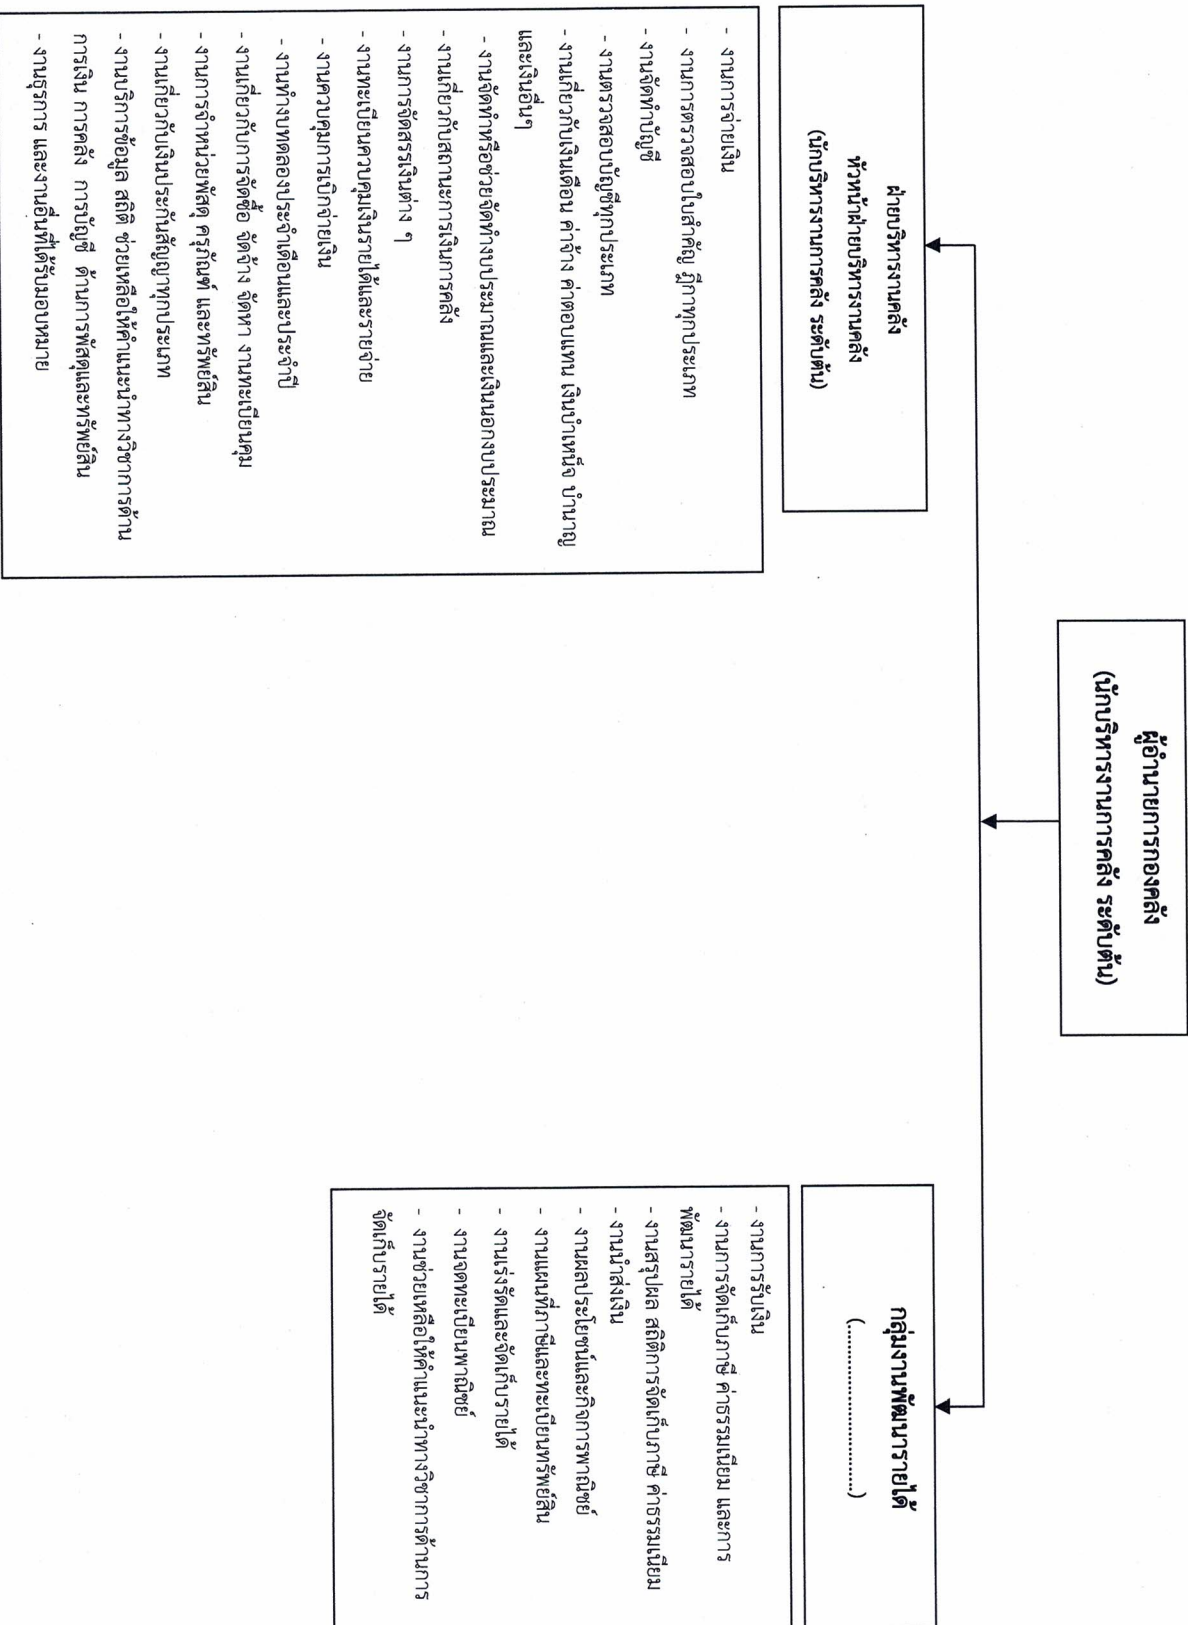 ผู้อำนายการกองคลัง
(นักบริหารงานการคลัง ระดับต้น)
ฝ่ายบริหารงานคลัง
หัวหน้าฝ่ายบริหารงานคลัง
(นักบริหารงานการคลัง ระดับต้น)
- งานการจ่ายเงิน
- งานการตรวจสอบใบสำคัญ ฎีกาทุกประเภท
- งานจัดทำบัญชี
- งานตรวจสอบบัญชีทุกประเภท
- งานเกี่ยวกับเงินเดือน ค่าจ้าง ค่าตอบแทน เงินบำเหน็จ บำนาญ
และเงินอื่นๆ
- งานจัดทำหรือช่วยจัดทำงบประมาณและเงินนอกงบประมาณ
- งานเกี่ยวกับสถานะการเงินการคลัง
- งานการจัดสรรเงินต่าง ๆ
- งานทะเบียนควบคุมเงินรายได้และรายจ่าย
- งานควบคุมการเบิกจ่ายเงิน
- งานทำงบทดลองประจำเดือนและประจำปี
- งานเกี่ยวกับการจัดซื้อ จัดจ้าง จัดหา งานทะเบียนคุม
- งานการจำหน่วยพัสดุ ครุภัณฑ์ และทรัพย์สิน
- งานเกี่ยวกับเงินประกันสัญญาทุกประเภท
- งานบริการข้อมูล สถิติ ช่วยเหลือให้คำแนะนำทางวิชาการด้าน
การเงิน การคลัง การบัญชี ด้านการพัสดุและทรัพย์สิน
- งานธุรการ และงานอื่นที่ได้รับมอบหมาย
กลุ่มงานพัฒนารายได้
(................................)
- งานการรับเงิน
- งานการจัดเก็บภาษี ค่าธรรมเนียม และการ
พัฒนารายได้
- งานสรุปผล สถิติการจัดเก็บภาษี ค่าธรรมเนียม
- งานนำส่งเงิน
- งานผลประโยชน์และกิจการพาณิชย์
- งานแผนที่ภาษีและทะเบียนทรัพย์สิน
- งานเร่งรัดและจัดเก็บรายได้
- งานจดทะเบียนพาณิชย์
- งานช่วยเหลือให้คำแนะนำทางวิชาการด้านการ
จัดเก็บรายได้